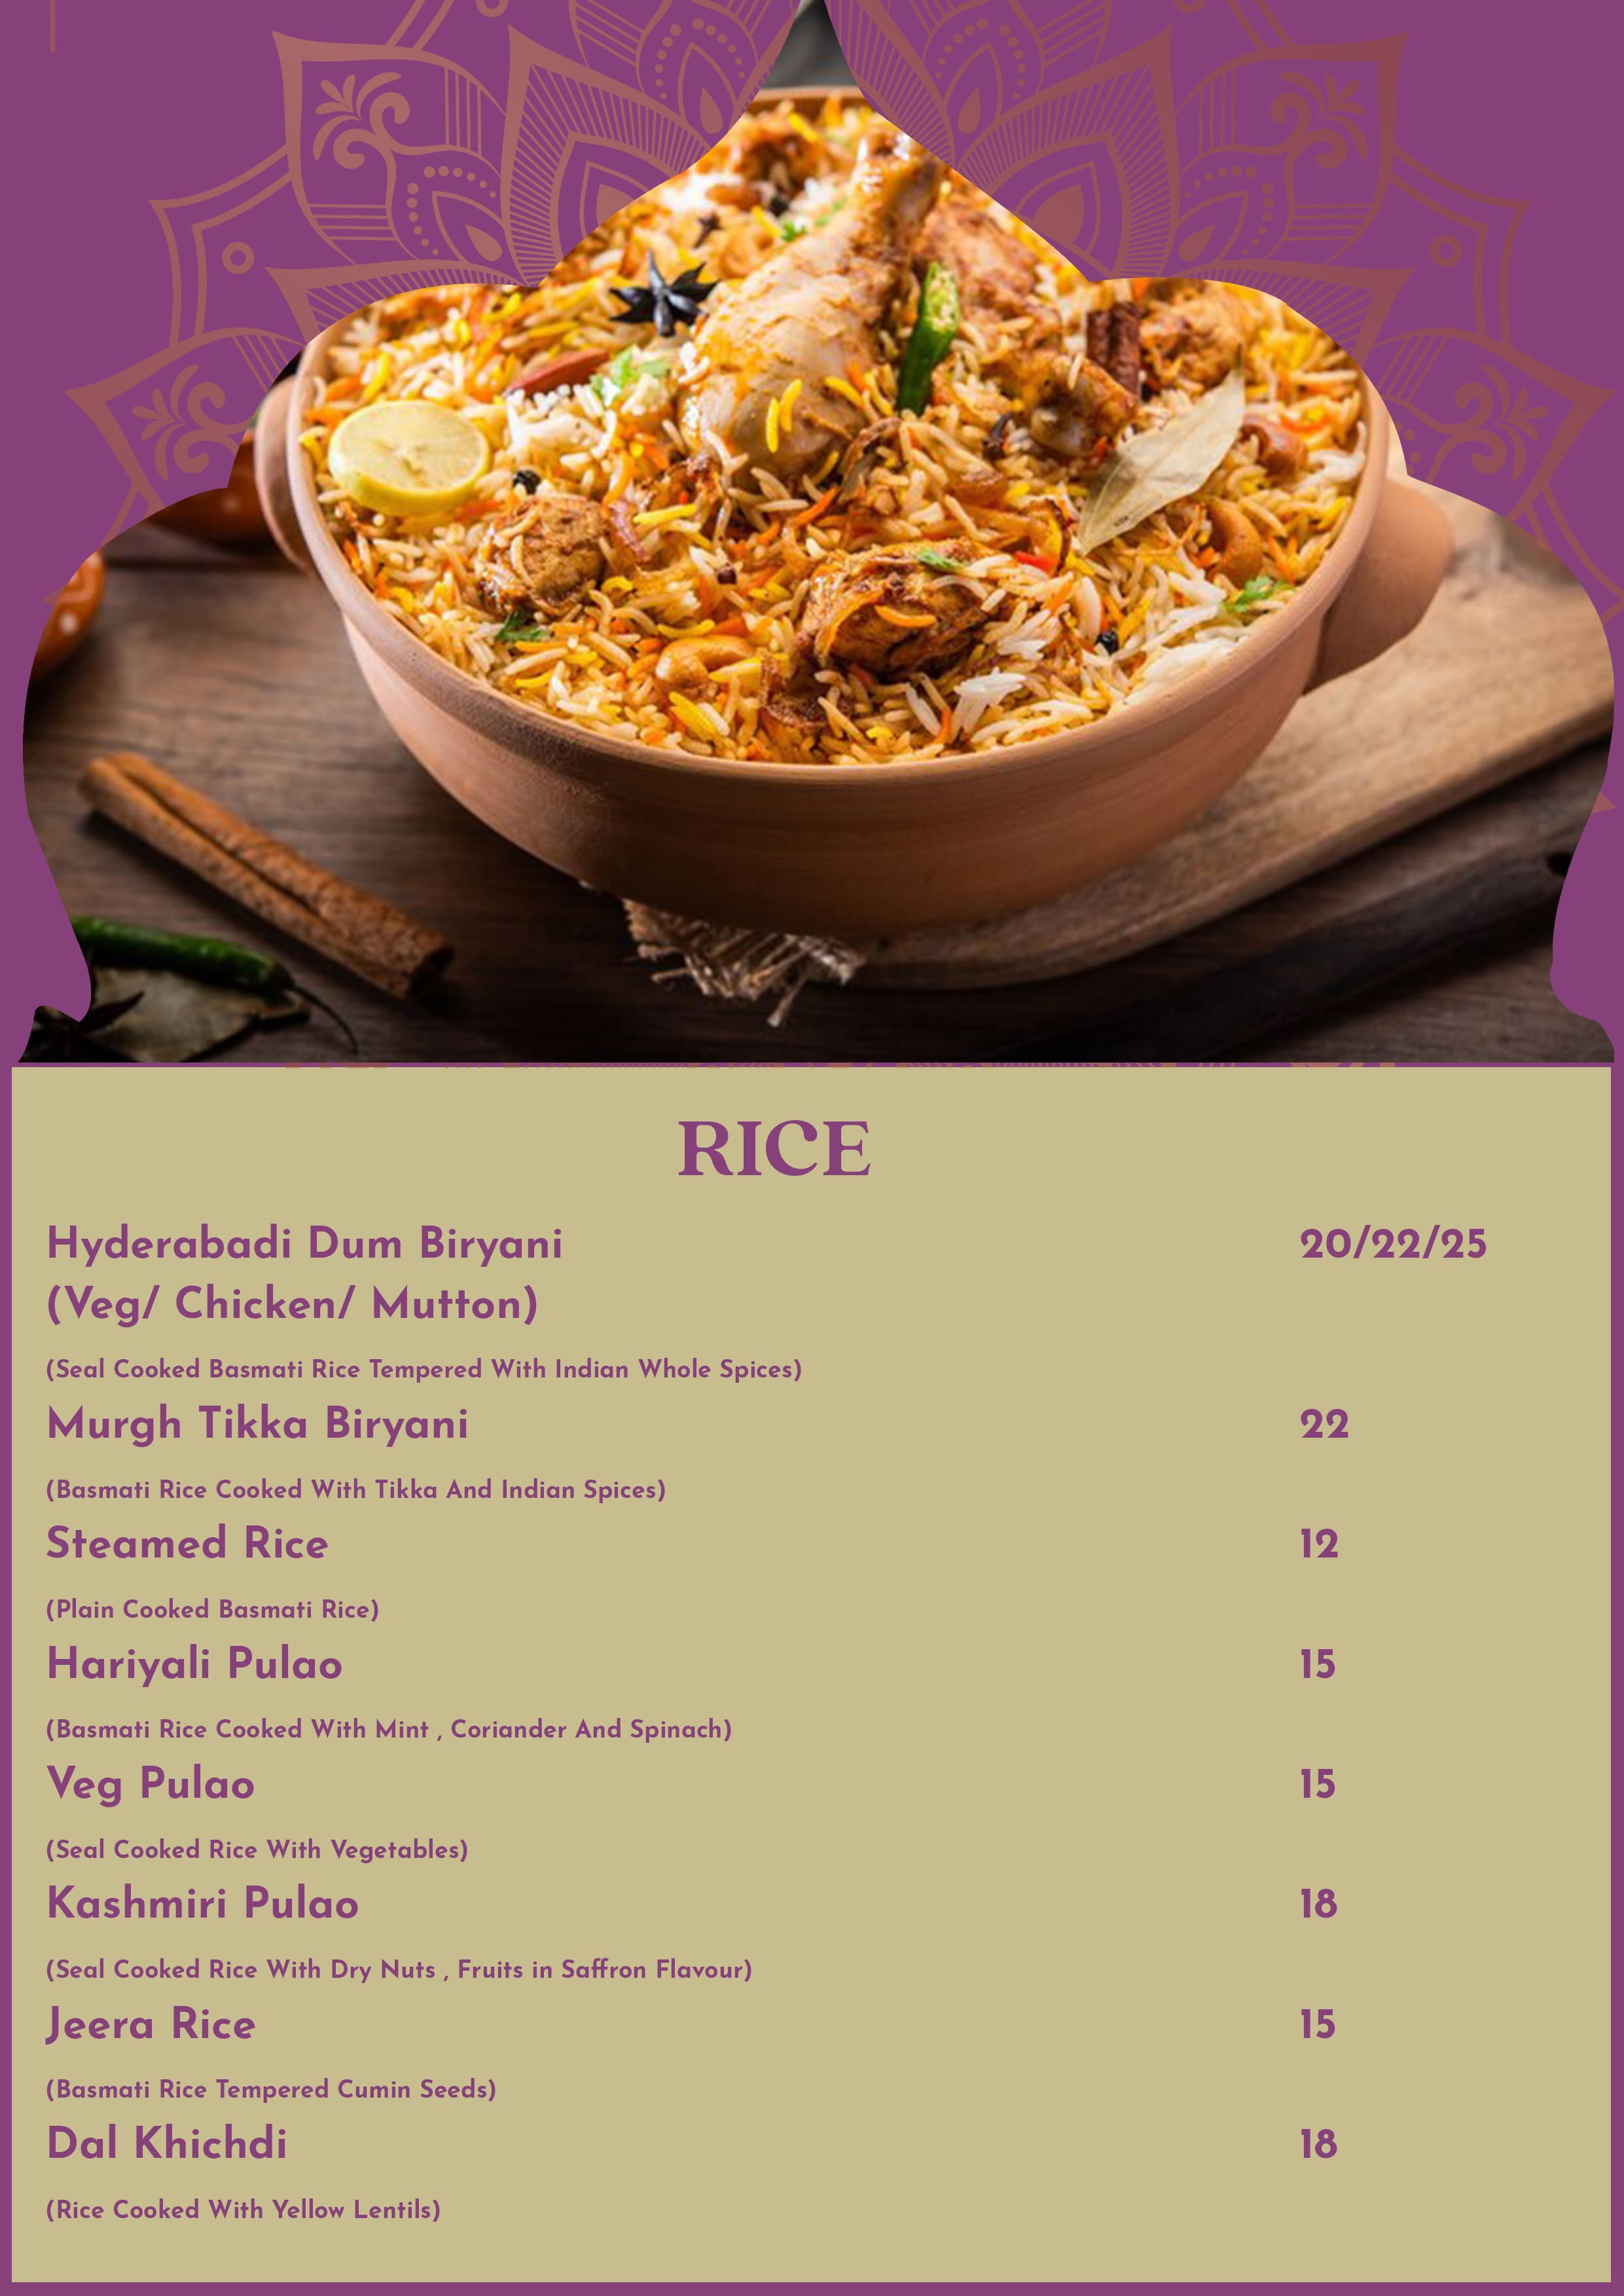 RICE
Hyderabadi Dum Biryani 20/22/25
(Veg/ Chicken/ Mutton)
(Seal Cooked Basmati Rice Tempered With Indian Whole Spices)
Murgh Tikka Biryani 22
(Basmati Rice Cooked With Tikka And Indian Spices)
Steamed Rice 12
(Plain Cooked Basmati Rice)
Hariyali Pulao 15
(Basmati Rice Cooked With Mint , Coriander And Spinach)
Veg Pulao 15
(Seal Cooked Rice With Vegetables)
Kashmiri Pulao 18
(Seal Cooked Rice With Dry Nuts , Fruits in Saffron Flavour)
Jeera Rice 15
(Basmati Rice Tempered Cumin Seeds)
Dal Khichdi 18
(Rice Cooked With Yellow Lentils)